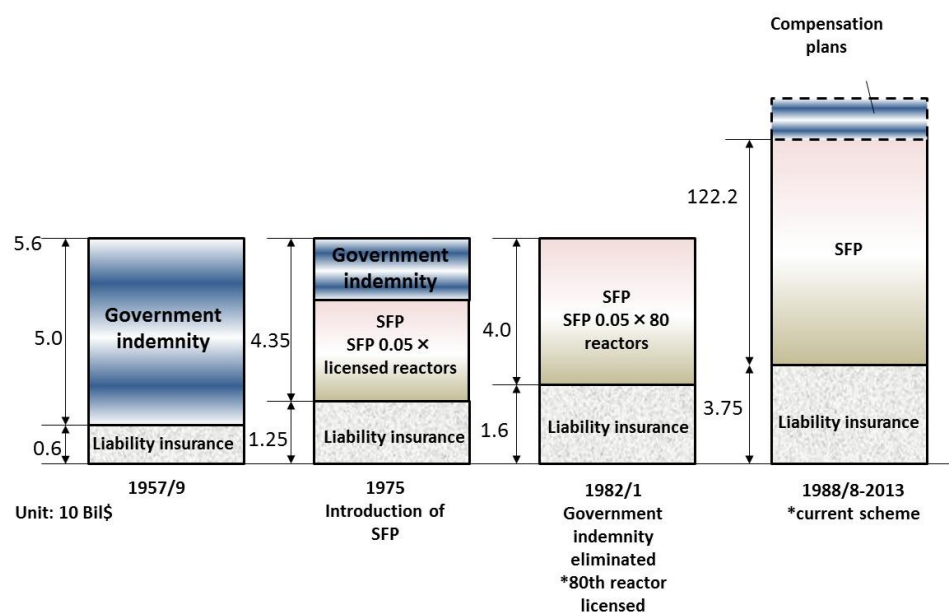 Compensation
plans
5.6
5.0
0.6
Government
indemnity
Liability insurance
1957/9
Unit: 10 Bil$
4.35
1.25
Government
indemnity
SFP
SFP 0.05 ×
licensed reactors
Liability insurance
1975
Introduction of
SFP
4.0
1.6
SFP
SFP 0.05 × 80
reactors
Liability insurance
1982/1
Government
indemnity
eliminated
*80th reactor
licensed
122.2
3.75
SFP
Liability insurance
1988/8-2013
*current scheme